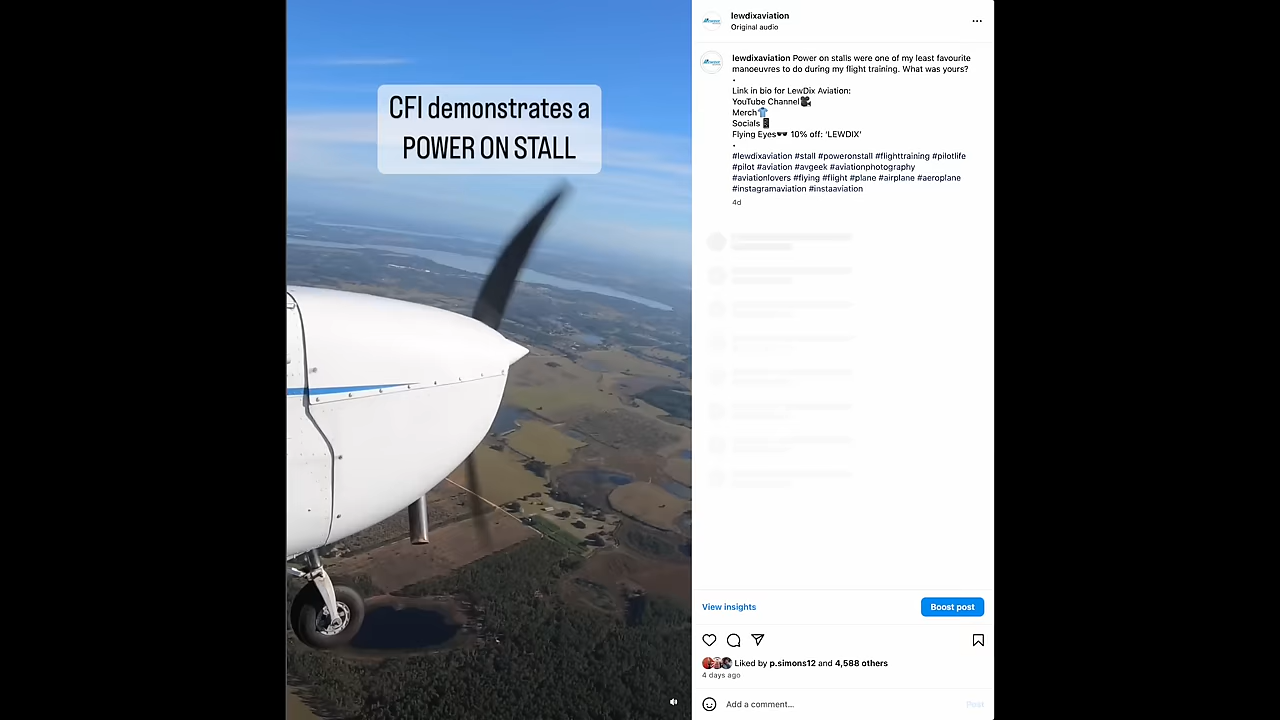 CFI demonstrates a
POWER ON STALL
lewdixaviation
Original audio
lewdixaviation Power on stalls were one of my least favourite
manoeuvres to do during my flight training. What was yours?
•
Link in bio for LewDix Aviation:
YouTube Channel🎥
Merch👕
Socials📱
Flying Eyes🕶️ 10% off: 'LEWDIX'
•
#lewdixaviation #stall #poweronstall #flighttraining #pilotlife
#pilot #aviation #avgeek #aviationphotography
#aviationlovers #flying #flight #plane #airplane #aeroplane
#instagramaviation #instaaviation
4d
View insights
Boost post
Liked by p.simons12 and 4,588 others
4 days ago
Add a comment...
Post